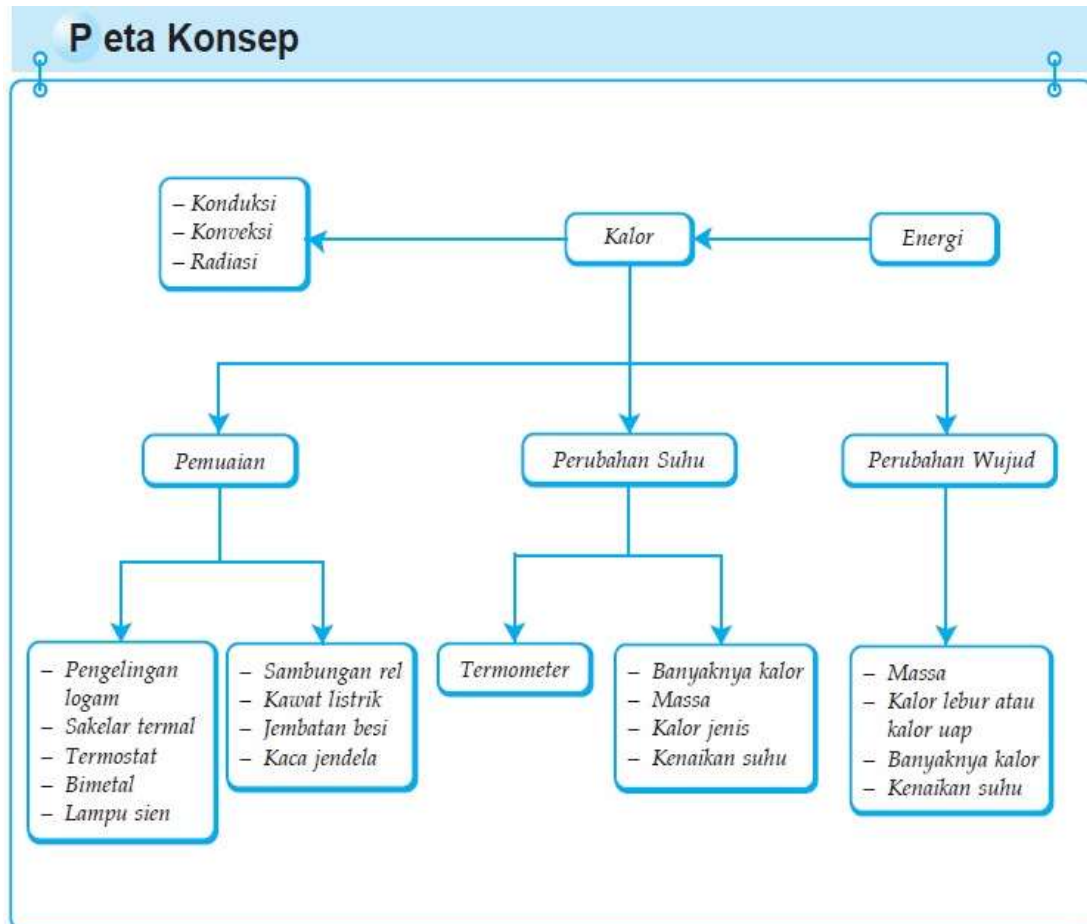 Peta Konsep
– Konduksi
– Konveksi
– Radiasi
Kalor
Energi
Pemuaian
Perubahan Suhu
Perubahan Wujud
– Pengelingan
logam
– Sakelar termal
– Termostat
– Bimetal
– Lampu sien
– Sambungan rel
– Kawat listrik
– Jembatan besi
– Kaca jendela
Termometer
– Banyaknya kalor
– Massa
– Kalor jenis
– Kenaikan suhu
– Massa
– Kalor lebur atau
kalor uap
– Banyaknya kalor
– Kenaikan suhu